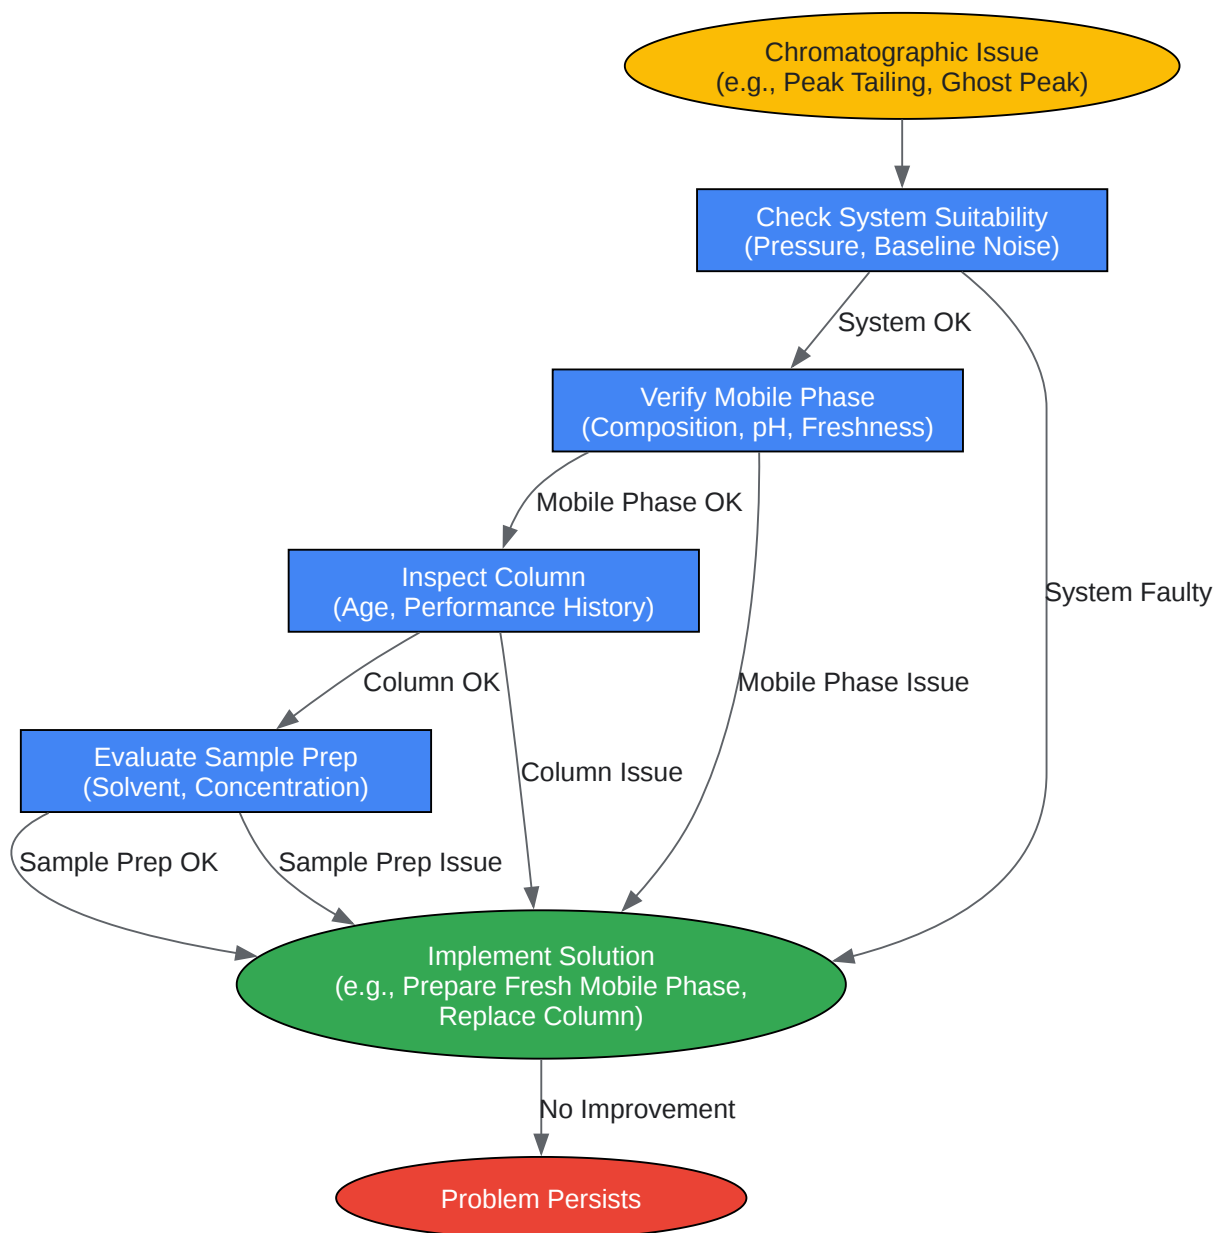 Chromatographic Issue
(e.g., Peak Tailing, Ghost Peak)
Check System Suitability
(Pressure, Baseline Noise)
System OK
Verify Mobile Phase
(Composition, pH, Freshness)
Mobile Phase OK
Inspect Column
(Age, Performance History)
System Faulty
Column OK
Mobile Phase Issue
Evaluate Sample Prep
(Solvent, Concentration)
Column Issue
Sample Prep OK
Sample Prep Issue
Implement Solution
(e.g., Prepare Fresh Mobile Phase,
Replace Column)
No Improvement
Problem Persists